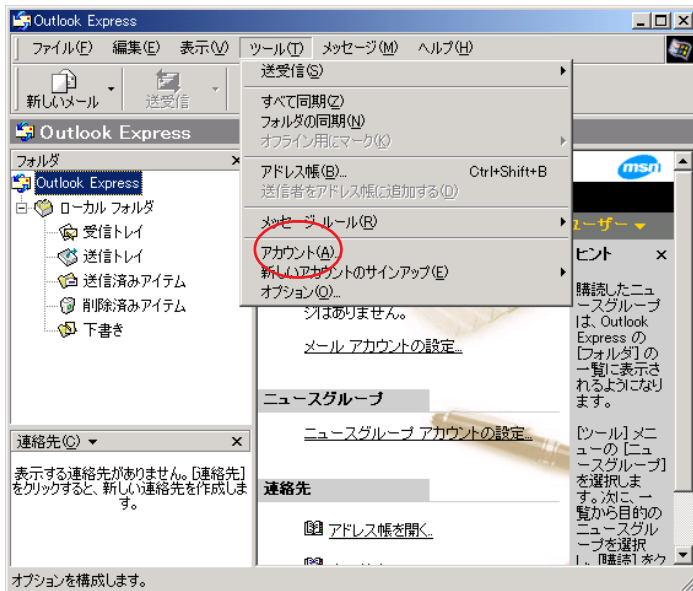 Outlook Express
ファイル(F) 編集(E) 表示(V) ツール(T) メッセージ(M) ヘルプ(H)
新しいメール 送受信
送受信(S)
すべて同期(Z)
フォルダの同期(N)
オフライン用にマーク(K)
アドレス帳(B)... Ctrl+Shift+B
送信者をアドレス帳に追加する(D)
メッセージ ルール(R)
アカウント(A)...
新しいアカウントのサインアップ(E)
オプション(O)...
Outlook Express
フォルダ ×
Outlook Express
ローカル フォルダ
受信トレイ
送信トレイ
送信済みアイテム
削除済みアイテム
下書き
連絡先(C) ×
表示する連絡先がありません。[連絡先]
をクリックすると、新しい連絡先を作成しま
す。
msn
ーザー
ジはありません。
メール アカウントの設定...
ニュースグループ
ニュースグループ アカウントの設定...
連絡先
アドレス帳を開く...
ヒント ×
購読したニュ
ースグループ
は、Outlook
Express の
[フォルダ] の
一覧に表示さ
れるようになり
ます。
[ツール] メニ
ューの [ニュ
ースグループ]
を選択しま
す。次に、一
覧から目的の
ニュースグル
ープを選択
し、[購読] をク
オプションを構成します。